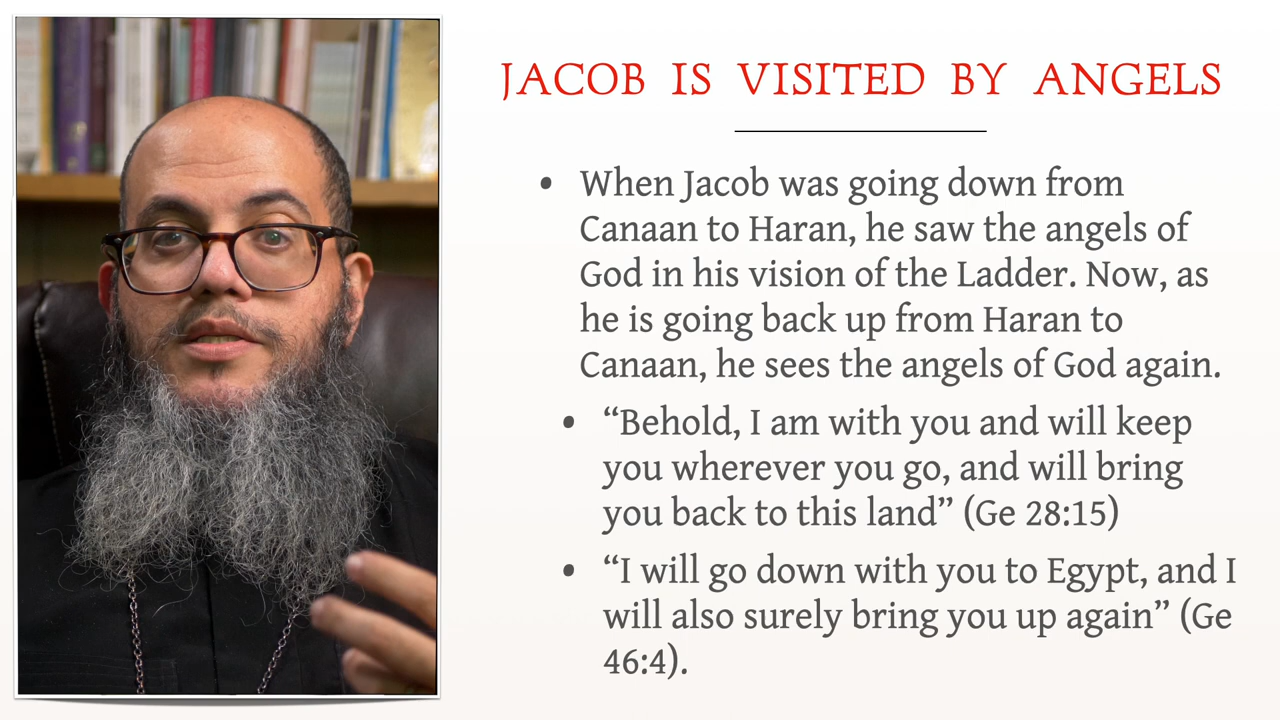 JACOB IS VISITED BY ANGELS
• When Jacob was going down from
Canaan to Haran, he saw the angels of
God in his vision of the Ladder. Now, as
he is going back up from Haran to
Canaan, he sees the angels of God again.
• “Behold, I am with you and will keep
you wherever you go, and will bring
you back to this land” (Ge 28:15)
• “I will go down with you to Egypt, and I
will also surely bring you up again” (Ge
46:4).